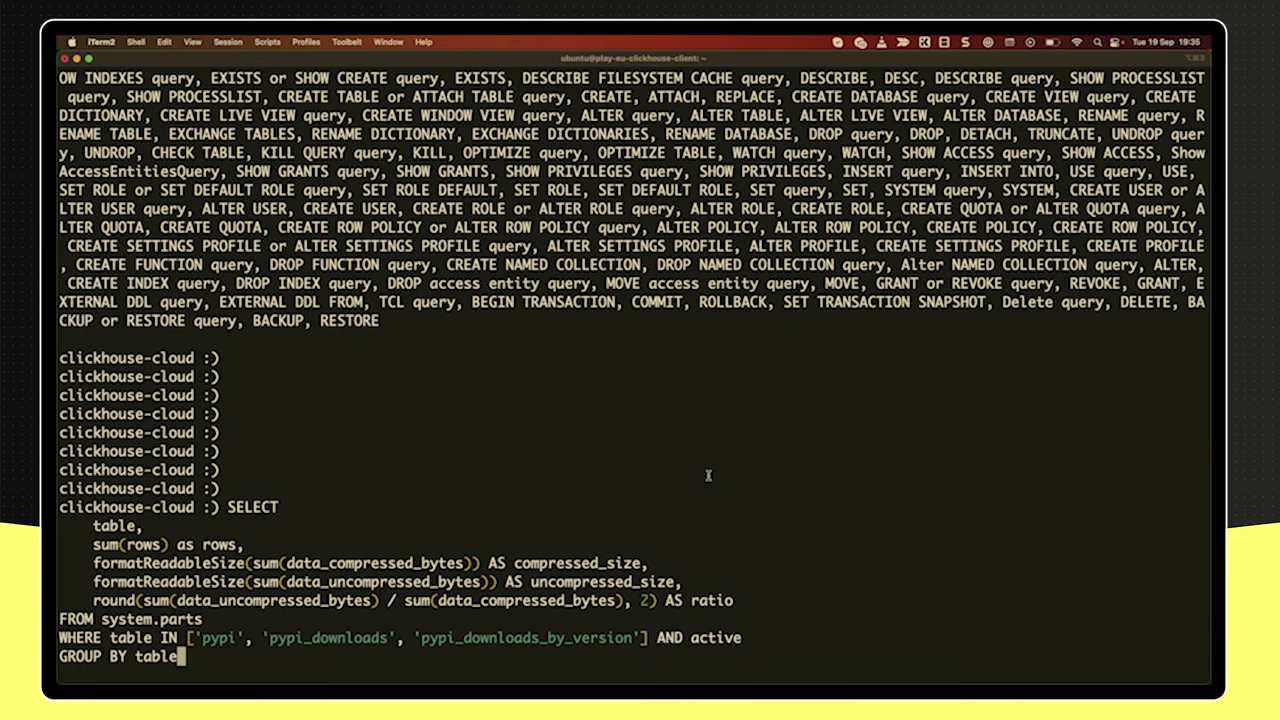 iTerm2 Shell Edit View Session Scripts Profiles Toolbelt Window Help Tue 19 Sep 19:35
ubuntu@play-eu-clickhouse-client: ~
OW INDEXES query, EXISTS or SHOW CREATE query, EXISTS, DESCRIBE FILESYSTEM CACHE query, DESCRIBE, DESC, DESCRIBE query, SHOW PROCESSLIST
query, SHOW PROCESSLIST, CREATE TABLE or ATTACH TABLE query, CREATE, ATTACH, REPLACE, CREATE DATABASE query, CREATE VIEW query, CREATE
DICTIONARY, CREATE LIVE VIEW query, CREATE WINDOW VIEW query, ALTER query, ALTER TABLE, ALTER LIVE VIEW, ALTER DATABASE, RENAME query, R
ENAME TABLE, EXCHANGE TABLES, RENAME DICTIONARY, EXCHANGE DICTIONARIES, RENAME DATABASE, DROP query, DROP, DETACH, TRUNCATE, UNDROP quer
y, UNDROP, CHECK TABLE, KILL QUERY query, KILL, OPTIMIZE query, OPTIMIZE TABLE, WATCH query, WATCH, SHOW ACCESS query, SHOW ACCESS, Show
AccessEntitiesQuery, SHOW GRANTS query, SHOW GRANTS, SHOW PRIVILEGES query, SHOW PRIVILEGES, INSERT query, INSERT INTO, USE query, USE,
SET ROLE or SET DEFAULT ROLE query, SET ROLE DEFAULT, SET ROLE, SET DEFAULT ROLE, SET query, SET, SYSTEM query, SYSTEM, CREATE USER or A
LTER USER query, ALTER USER, CREATE USER, CREATE ROLE or ALTER ROLE query, ALTER ROLE, CREATE ROLE, CREATE QUOTA or ALTER QUOTA query, A
LTER QUOTA, CREATE QUOTA, CREATE ROW POLICY or ALTER ROW POLICY query, ALTER POLICY, ALTER ROW POLICY, CREATE POLICY, CREATE ROW POLICY,
CREATE SETTINGS PROFILE or ALTER SETTINGS PROFILE query, ALTER SETTINGS PROFILE, ALTER PROFILE, CREATE SETTINGS PROFILE, CREATE PROFILE
, CREATE FUNCTION query, DROP FUNCTION query, CREATE NAMED COLLECTION, DROP NAMED COLLECTION query, Alter NAMED COLLECTION query, ALTER,
CREATE INDEX query, DROP INDEX query, DROP access entity query, MOVE access entity query, MOVE, GRANT or REVOKE query, REVOKE, GRANT, E
XTERNAL DDL query, EXTERNAL DDL FROM, TCL query, BEGIN TRANSACTION, COMMIT, ROLLBACK, SET TRANSACTION SNAPSHOT, Delete query, DELETE, BA
CKUP or RESTORE query, BACKUP, RESTORE
clickhouse-cloud :)
clickhouse-cloud :)
clickhouse-cloud :)
clickhouse-cloud :)
clickhouse-cloud :)
clickhouse-cloud :)
clickhouse-cloud :)
clickhouse-cloud :)
clickhouse-cloud :) SELECT
table,
sum(rows) as rows,
formatReadableSize(sum(data_compressed_bytes)) AS compressed_size,
formatReadableSize(sum(data_uncompressed_bytes)) AS uncompressed_size,
round(sum(data_uncompressed_bytes) / sum(data_compressed_bytes), 2) AS ratio
FROM system.parts
WHERE table IN ['pypi', 'pypi_downloads', 'pypi_downloads_by_version'] AND active
GROUP BY table